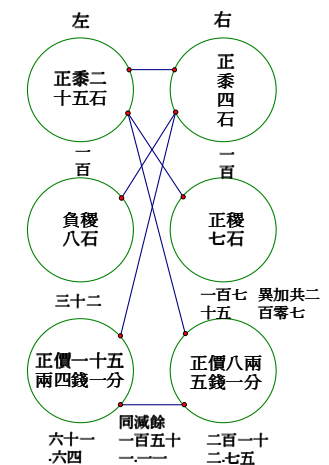 左
右
正黍二
十五石
正
黍
四
石
一
百
一
百
負稷
八石
正稷
七石
三十二
一百七
十五
異加共二
百零七
正價一十五
兩四錢一分
正價八兩
五錢一分
六十一
.六四
同減餘
一百五十
一.一一
二百一十
二.七五